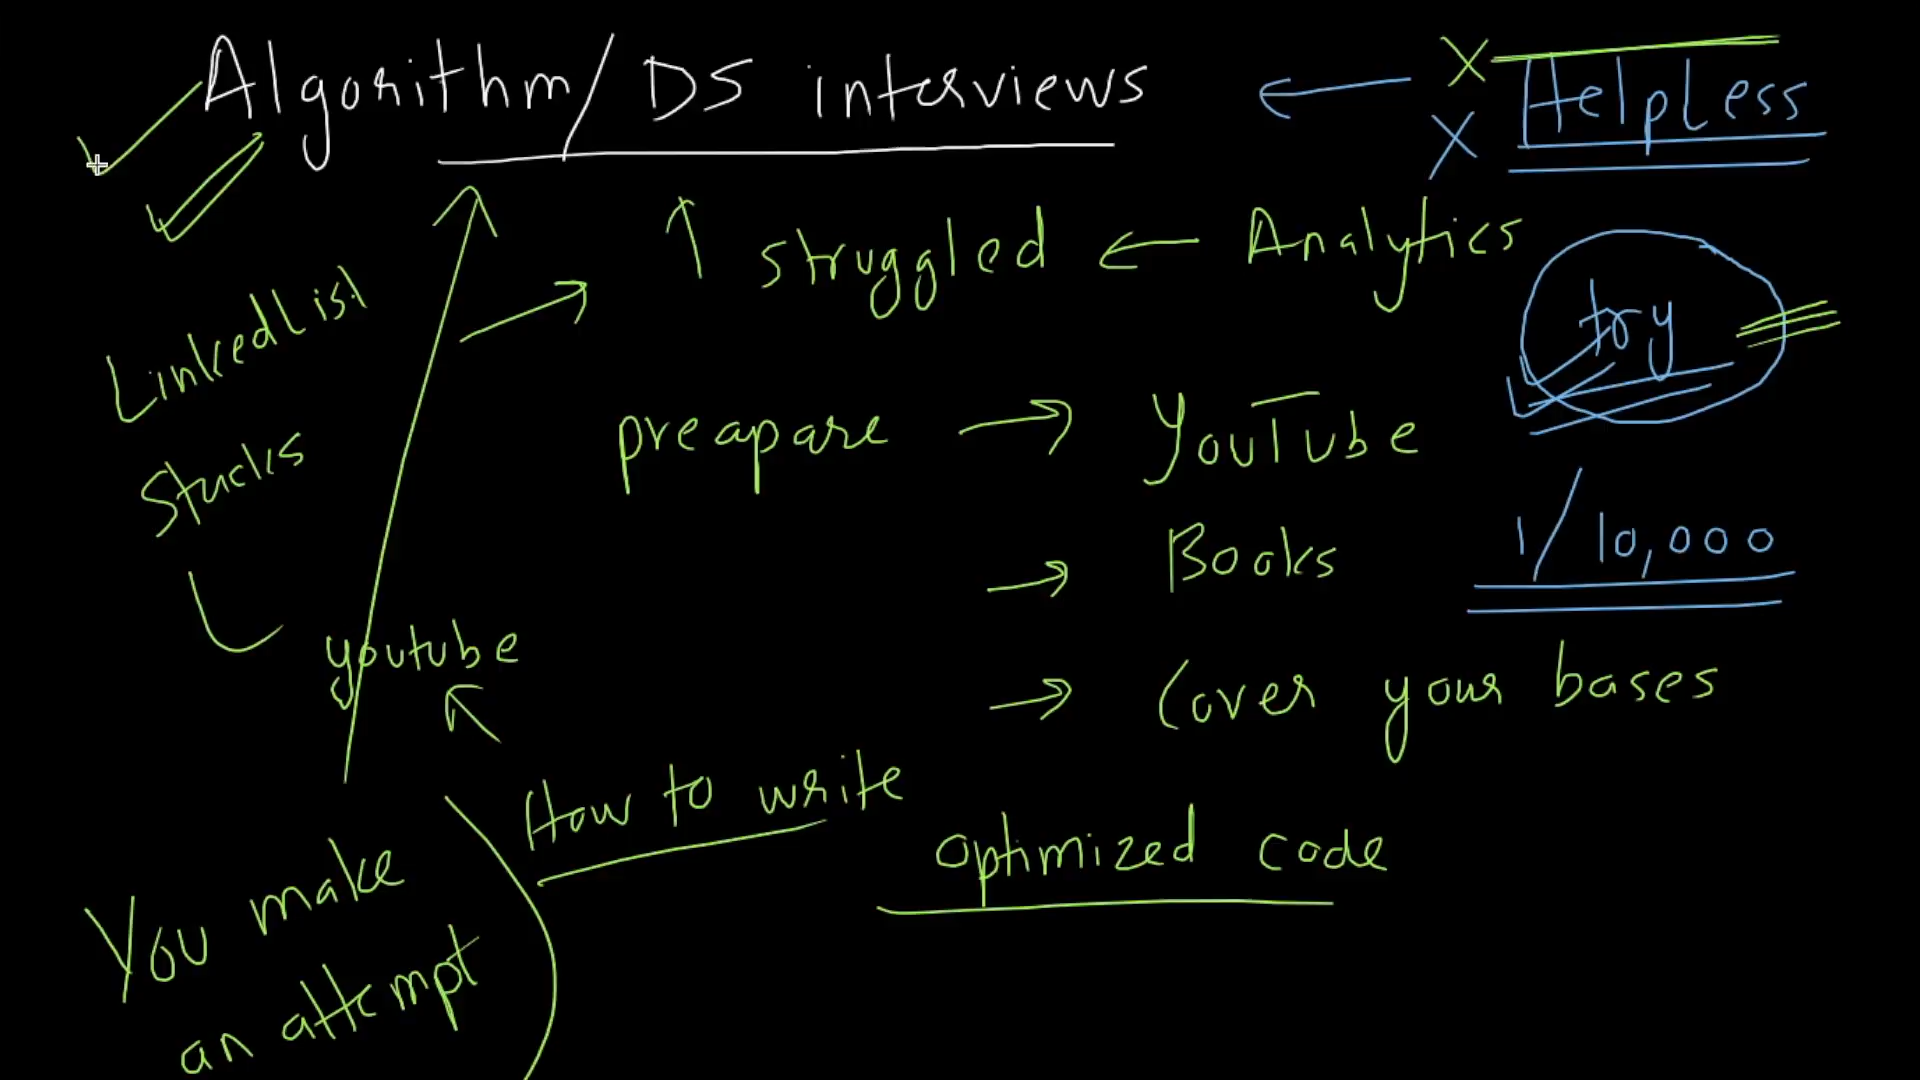 Algorithm/ DS interviews
X Helpless
X
struggled ← Analytics
LinkedList
try
preapare → YouTube
Stacks
Books
1/10,000
youtube
Cover your bases
How to write
optimized code
You make
an attempt